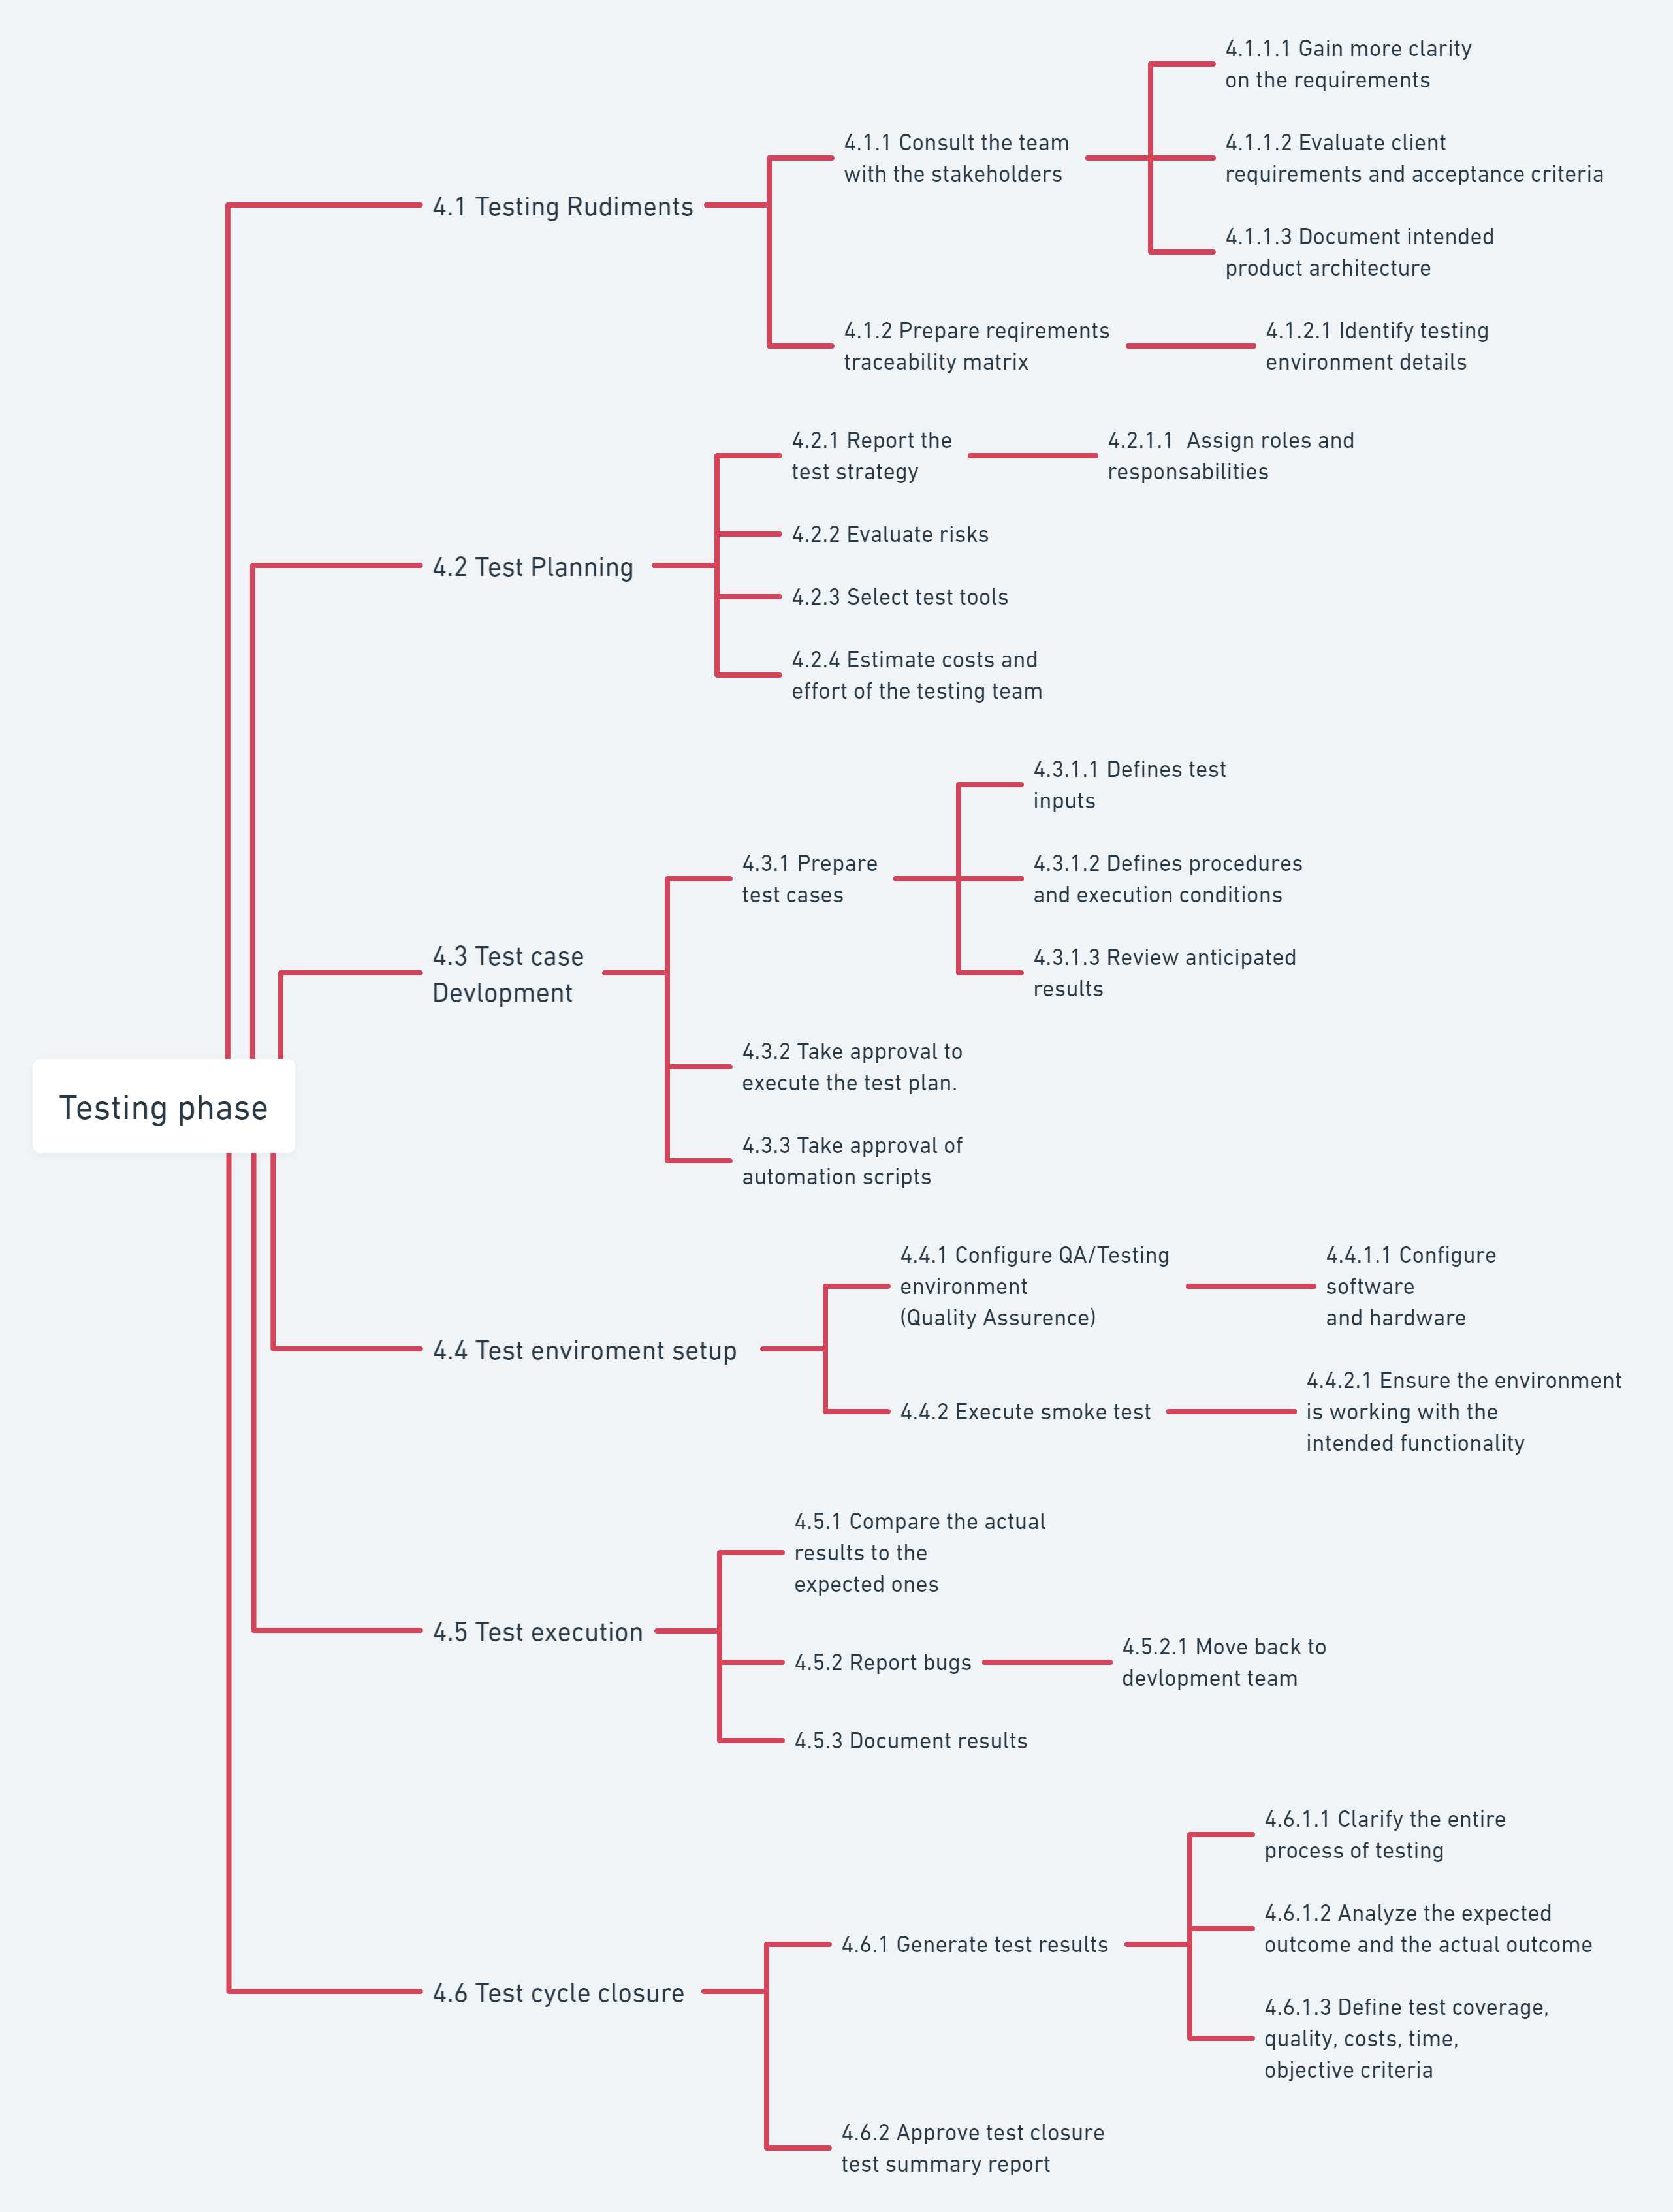 Testing phase
4.1 Testing Rudiments
4.1.1 Consult the team
with the stakeholders
4.1.1.1 Gain more clarity
on the requirements
4.1.1.2 Evaluate client
requirements and acceptance criteria
4.1.1.3 Document intended
product architecture
4.1.2 Prepare reqirements
traceability matrix
4.1.2.1 Identify testing
environment details
4.2 Test Planning
4.2.1 Report the
test strategy
4.2.1.1  Assign roles and
responsabilities
4.2.2 Evaluate risks
4.2.3 Select test tools
4.2.4 Estimate costs and
effort of the testing team
4.3 Test case
Devlopment
4.3.1 Prepare
test cases
4.3.1.1 Defines test
inputs
4.3.1.2 Defines procedures
and execution conditions
4.3.1.3 Review anticipated
results
4.3.2 Take approval to
execute the test plan.
4.3.3 Take approval of
automation scripts
4.4 Test enviroment setup
4.4.1 Configure QA/Testing
environment
(Quality Assurence)
4.4.1.1 Configure
software
and hardware
4.4.2 Execute smoke test
4.4.2.1 Ensure the environment
is working with the
intended functionality
4.5 Test execution
4.5.1 Compare the actual
results to the
expected ones
4.5.2 Report bugs
4.5.2.1 Move back to
devlopment team
4.5.3 Document results
4.6 Test cycle closure
4.6.1 Generate test results
4.6.1.1 Clarify the entire
process of testing
4.6.1.2 Analyze the expected
outcome and the actual outcome
4.6.1.3 Define test coverage,
quality, costs, time,
objective criteria
4.6.2 Approve test closure
test summary report